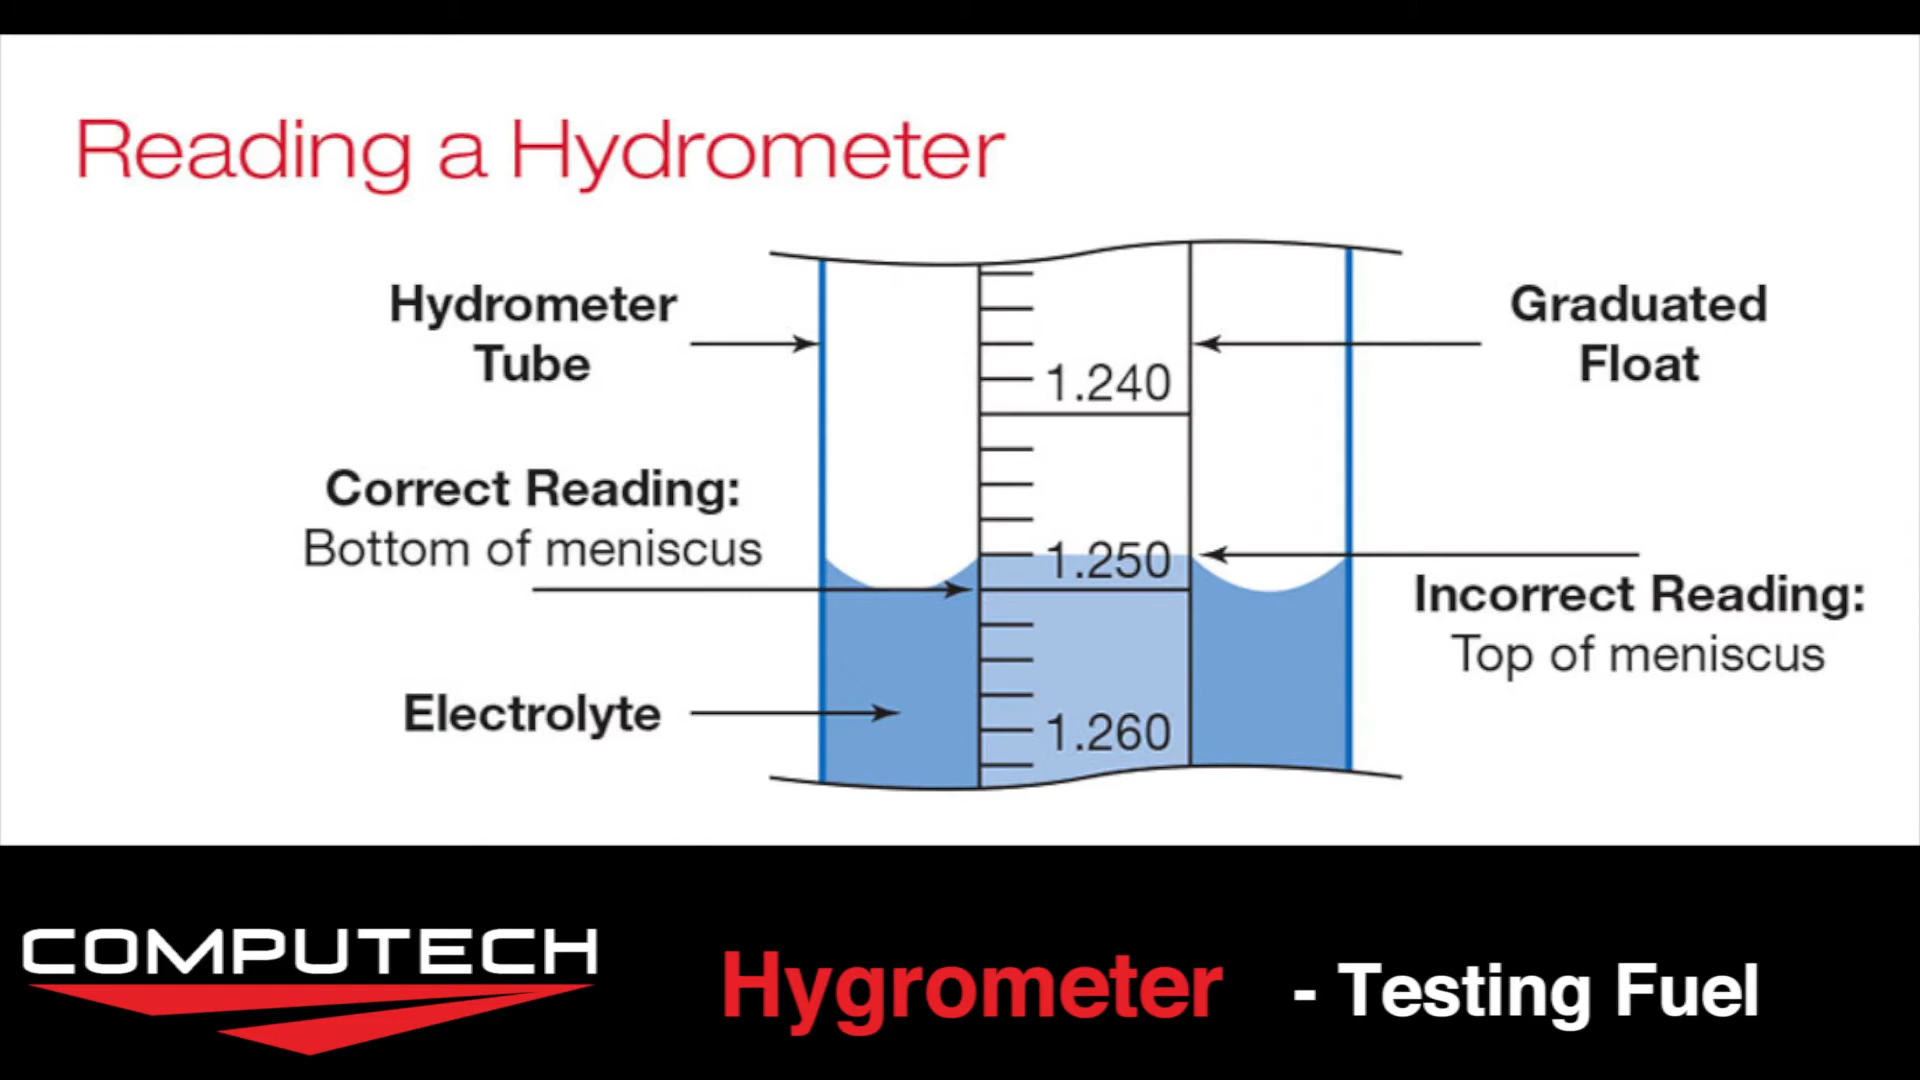 Reading a Hydrometer
Hydrometer
Tube
Graduated
Float
1.240
Correct Reading:
Bottom of meniscus
1.250
Incorrect Reading:
Top of meniscus
Electrolyte
1.260
COMPUTECH
Hygrometer - Testing Fuel